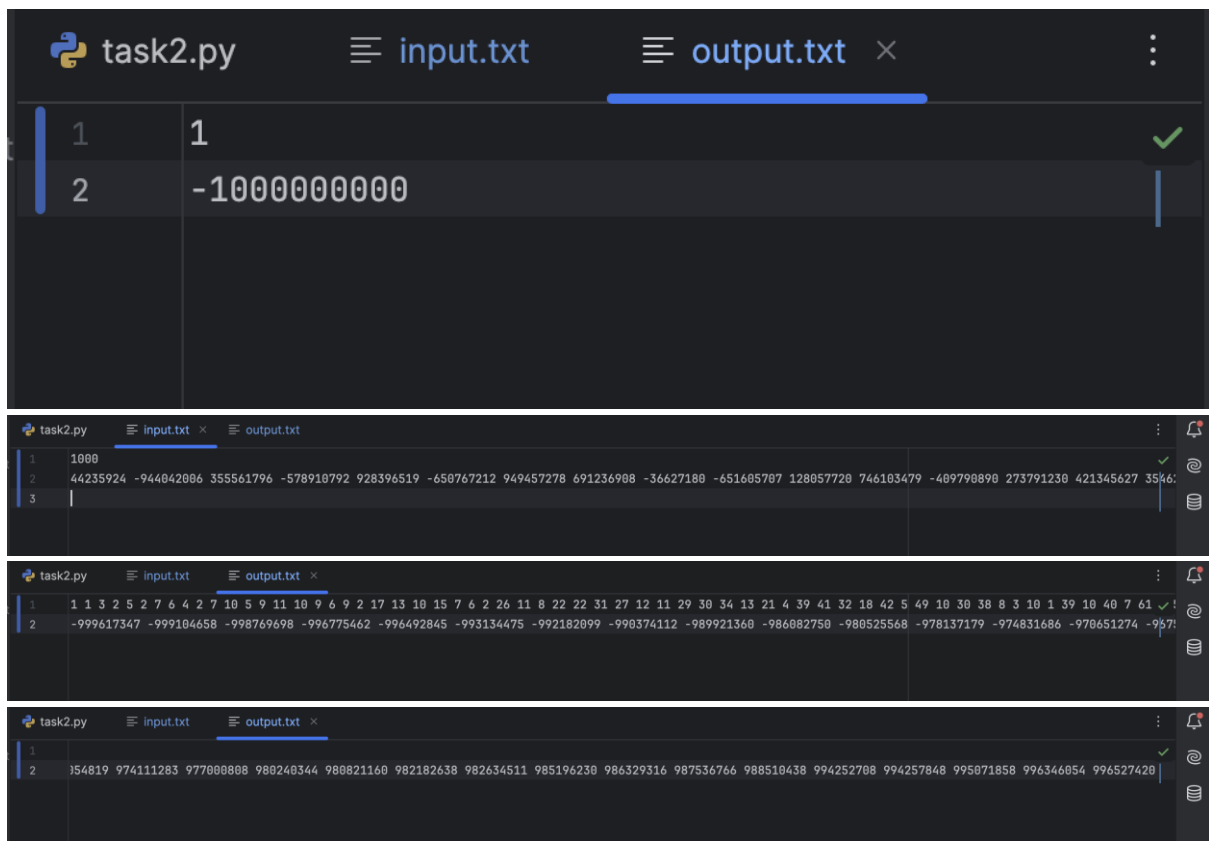 task2.py input.txt output.txt
1 1
2 -1000000000
task2.py input.txt output.txt
1 1000
2 44235924 -944042006 355561796 -578910792 928396519 -650767212 949457278 691236908 -36627180 -651605707 128057720 746103479 -409790890 273791230 421345627
3
task2.py input.txt output.txt
1 1 1 3 2 5 2 7 6 4 2 7 10 5 9 11 10 9 6 9 2 17 13 10 15 7 6 2 26 11 8 22 22 31 27 12 11 29 30 34 13 21 4 39 41 32 18 42 5 49 10 30 38 8 3 10 1 39 10 40 7 61
2 -999617347 -999104658 -998769698 -996775462 -996492845 -993134475 -992182099 -990374112 -989921360 -986082750 -980525568 -978137179 -974831686 -970651274
task2.py input.txt output.txt
1
2 974111283 977000808 980240344 980821160 982182638 982634511 985196230 986329316 987536766 988510438 994252708 994257848 995071858 996346054 996527420